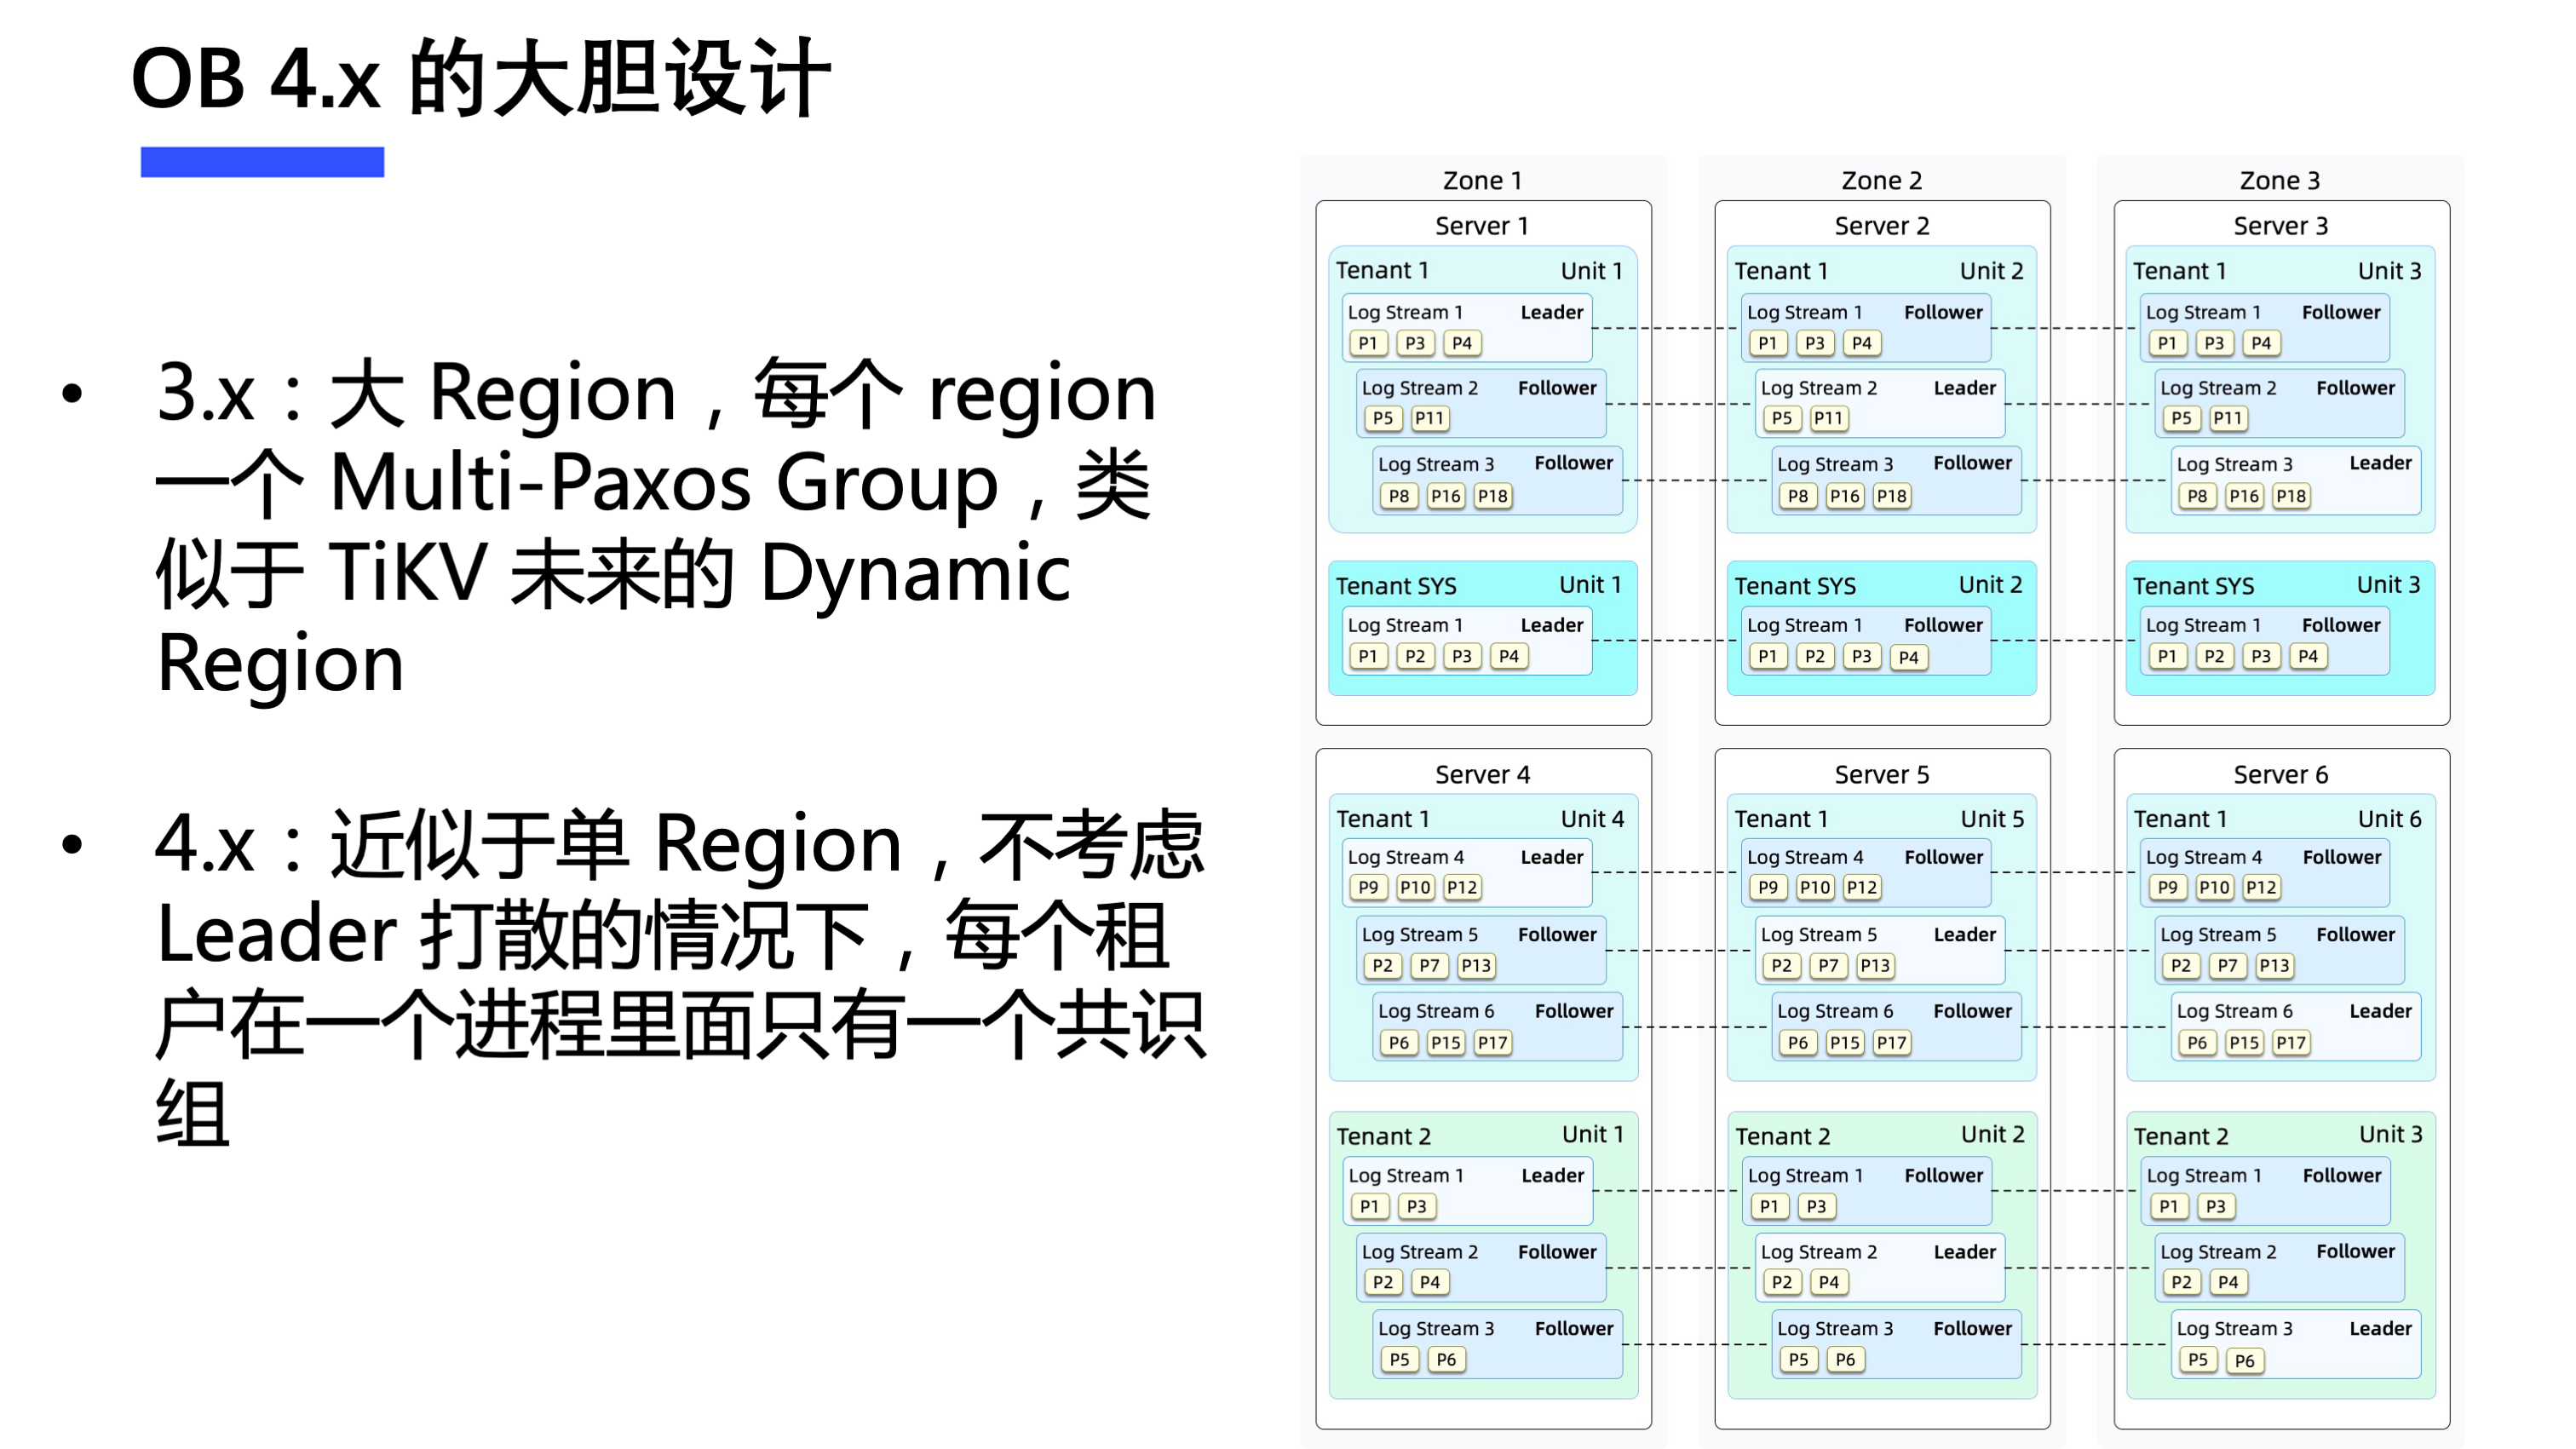 OB 4.x 的大胆设计
• 3.x：大 Region，每个 region
一个 Multi-Paxos Group，类
似于 TiKV 未来的 Dynamic
Region
• 4.x：近似于单 Region，不考虑
Leader 打散的情况下，每个租
户在一个进程里面只有一个共识
组
Zone 1
Server 1
Tenant 1 Unit 1
Log Stream 1 Leader
P1 P3 P4
Log Stream 2 Follower
P5 P11
Log Stream 3 Follower
P8 P16 P18
Tenant SYS Unit 1
Log Stream 1 Leader
P1 P2 P3 P4
Server 4
Tenant 1 Unit 4
Log Stream 4 Leader
P9 P10 P12
Log Stream 5 Follower
P2 P7 P13
Log Stream 6 Follower
P6 P15 P17
Tenant 2 Unit 1
Log Stream 1 Leader
P1 P3
Log Stream 2 Follower
P2 P4
Log Stream 3 Follower
P5 P6
Zone 2
Server 2
Tenant 1 Unit 2
Log Stream 1 Follower
P1 P3 P4
Log Stream 2 Leader
P5 P11
Log Stream 3 Follower
P8 P16 P18
Tenant SYS Unit 2
Log Stream 1 Follower
P1 P2 P3 P4
Server 5
Tenant 1 Unit 5
Log Stream 4 Follower
P9 P10 P12
Log Stream 5 Leader
P2 P7 P13
Log Stream 6 Follower
P6 P15 P17
Tenant 2 Unit 2
Log Stream 1 Follower
P1 P3
Log Stream 2 Leader
P2 P4
Log Stream 3 Follower
P5 P6
Zone 3
Server 3
Tenant 1 Unit 3
Log Stream 1 Follower
P1 P3 P4
Log Stream 2 Follower
P5 P11
Log Stream 3 Leader
P8 P16 P18
Tenant SYS Unit 3
Log Stream 1 Follower
P1 P2 P3 P4
Server 6
Tenant 1 Unit 6
Log Stream 4 Follower
P9 P10 P12
Log Stream 5 Follower
P2 P7 P13
Log Stream 6 Leader
P6 P15 P17
Tenant 2 Unit 3
Log Stream 1 Follower
P1 P3
Log Stream 2 Follower
P2 P4
Log Stream 3 Leader
P5 P6